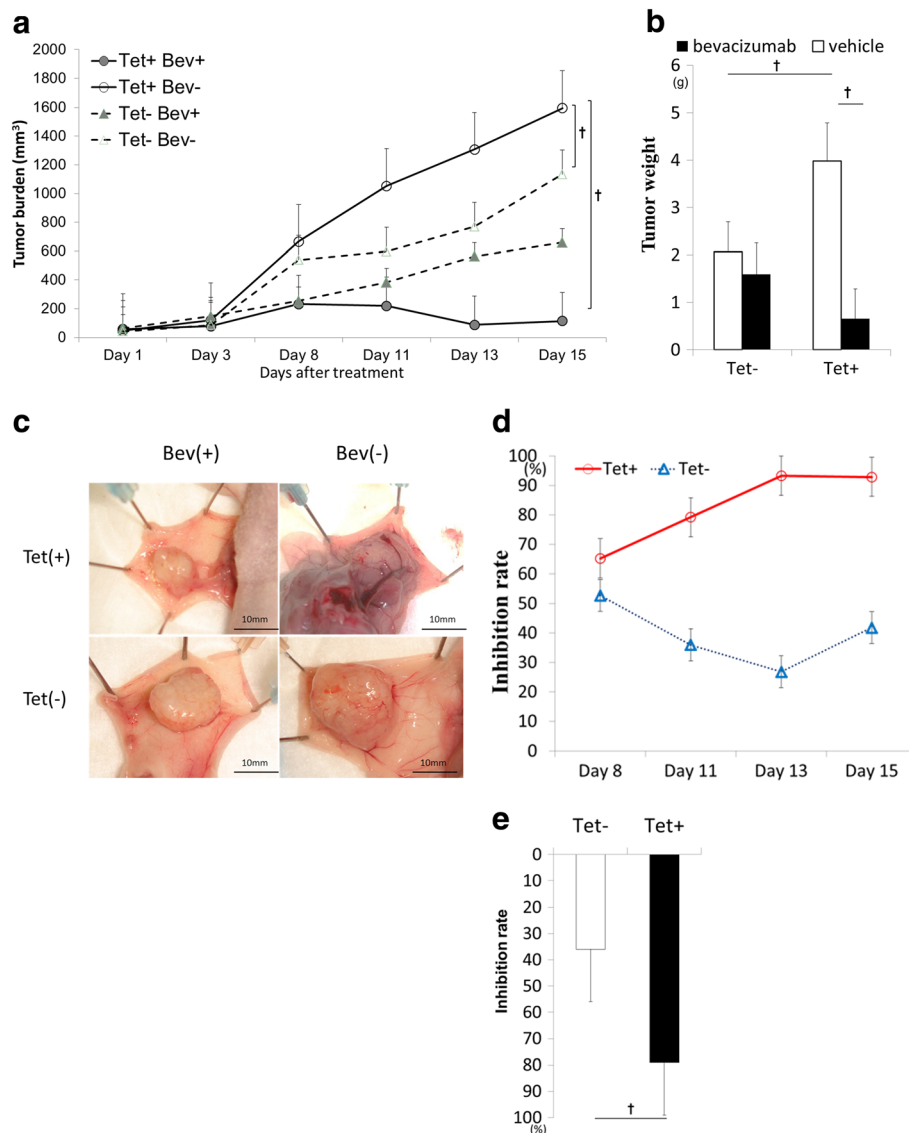 a
2000
1800
1600
1400
1200
1000
800
600
400
200
0
Tumor burden (mm³)
Tet+ Bev+
Tet+ Bev-
Tet- Bev+
Tet- Bev-
†
†
Day 1 Day 3 Day 8 Day 11 Day 13 Day 15
Days after treatment
b
bevacizumab vehicle
6
(g)
5
4
3
2
1
0
Tumor weight
†
†
Tet- Tet+
c
Bev(+) Bev(-)
Tet(+)
10mm 10mm
Tet(-)
10mm 10mm
d
100
(%)
90
80
70
60
50
40
30
20
10
0
Inhibition rate
Tet+ Tet-
Day 8 Day 11 Day 13 Day 15
e
Tet- Tet+
0
10
20
30
40
50
60
70
80
90
100
(%)
Inhibition rate
†